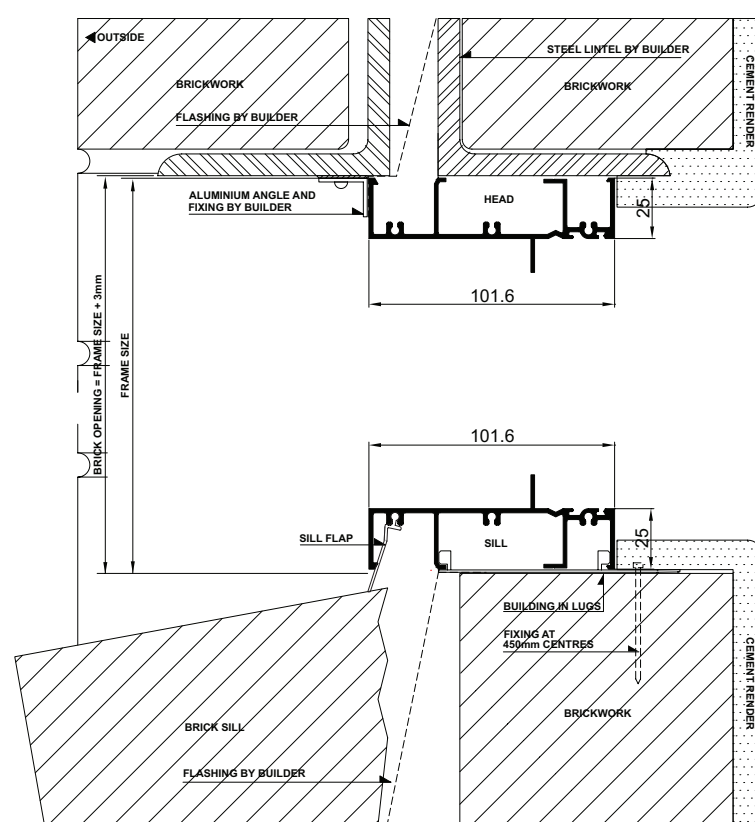 OUTSIDE
STEEL LINTEL BY BUILDER
CEMENT RENDER
BRICKWORK
BRICKWORK
FLASHING BY BUILDER
ALUMINIUM ANGLE AND
FIXING BY BUILDER
HEAD
25
101.6
BRICK OPENING = FRAME SIZE + 3mm
FRAME SIZE
101.6
SILL FLAP
SILL
25
BUILDING IN LUGS
FIXING AT
450mm CENTRES
CEMENT RENDER
BRICK SILL
BRICKWORK
FLASHING BY BUILDER